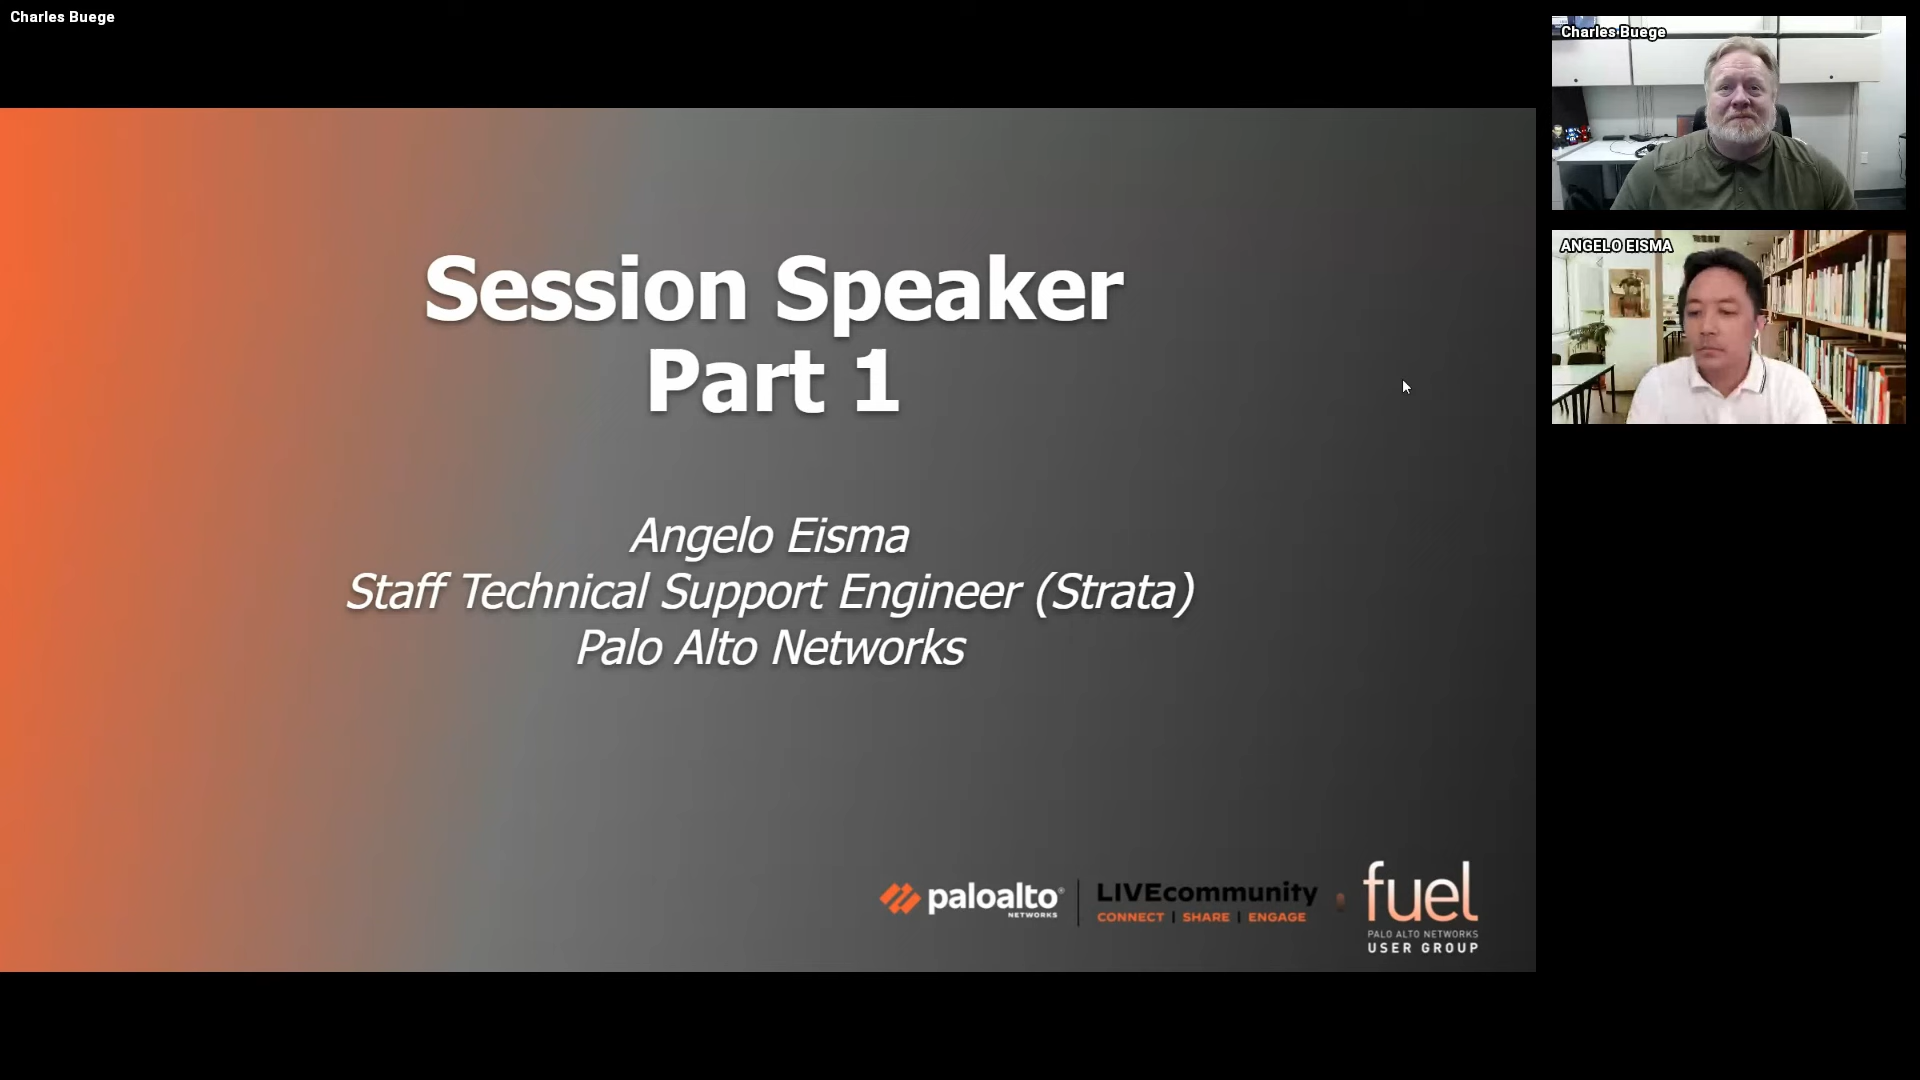 Charles Buege
Charles Buege
ANGELO EISMA
Session Speaker
Part 1
Angelo Eisma
Staff Technical Support Engineer (Strata)
Palo Alto Networks
paloalto®
NETWORKS
LIVEcommunity
CONNECT | SHARE | ENGAGE
fuel
PALO ALTO NETWORKS
USER GROUP